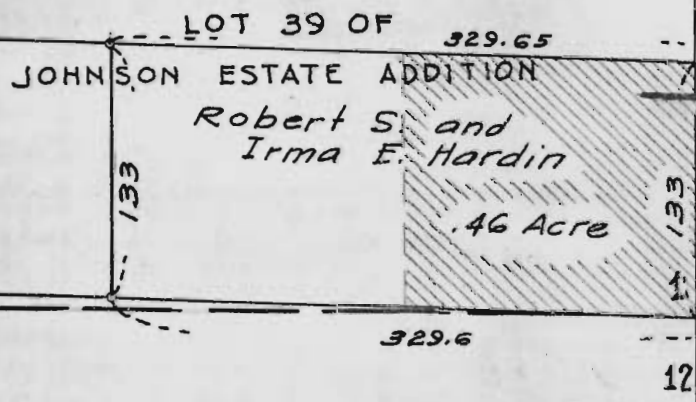 LOT 39 OF
329.65
JOHNSON ESTATE ADDITION
Robert S. and
Irma E. Hardin
133
.46 Acre
133
1
329.6
12